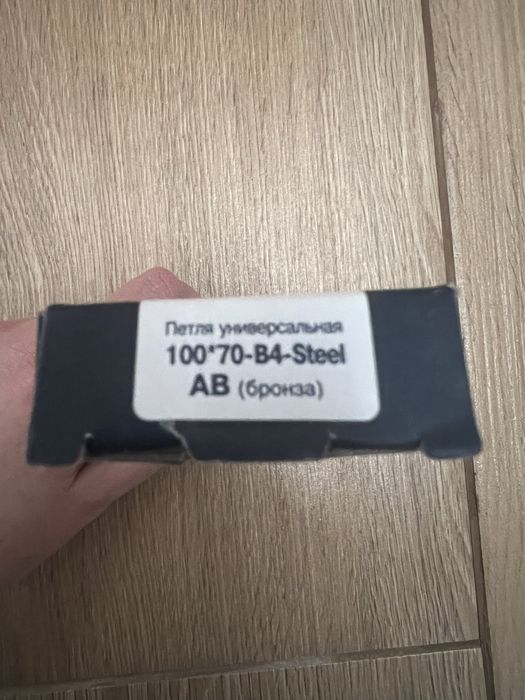 Петля универсальная
100*70-B4-Steel
AB (бронза)